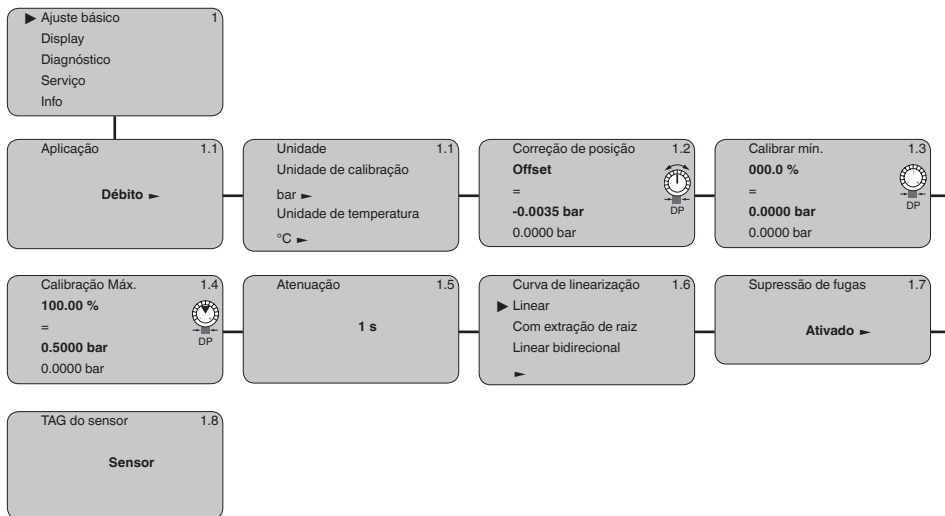 ▶ Ajuste básico 1
Display
Diagnóstico
Serviço
Info
Aplicação 1.1
Débito ►
Unidade 1.1
Unidade de calibração
bar ►
Unidade de temperatura
°C ►
Correção de posição 1.2
Offset
=
-0.0035 bar
0.0000 bar
DP
Calibrar mín. 1.3
000.0 %
=
0.0000 bar
0.0000 bar
DP
Calibração Máx. 1.4
100.00 %
=
0.5000 bar
0.0000 bar
DP
Atenuação 1.5
1 s
Curva de linearização 1.6
▶ Linear
Com extração de raiz
Linear bidirecional
►
Supressão de fugas 1.7
Ativado ►
TAG do sensor 1.8
Sensor